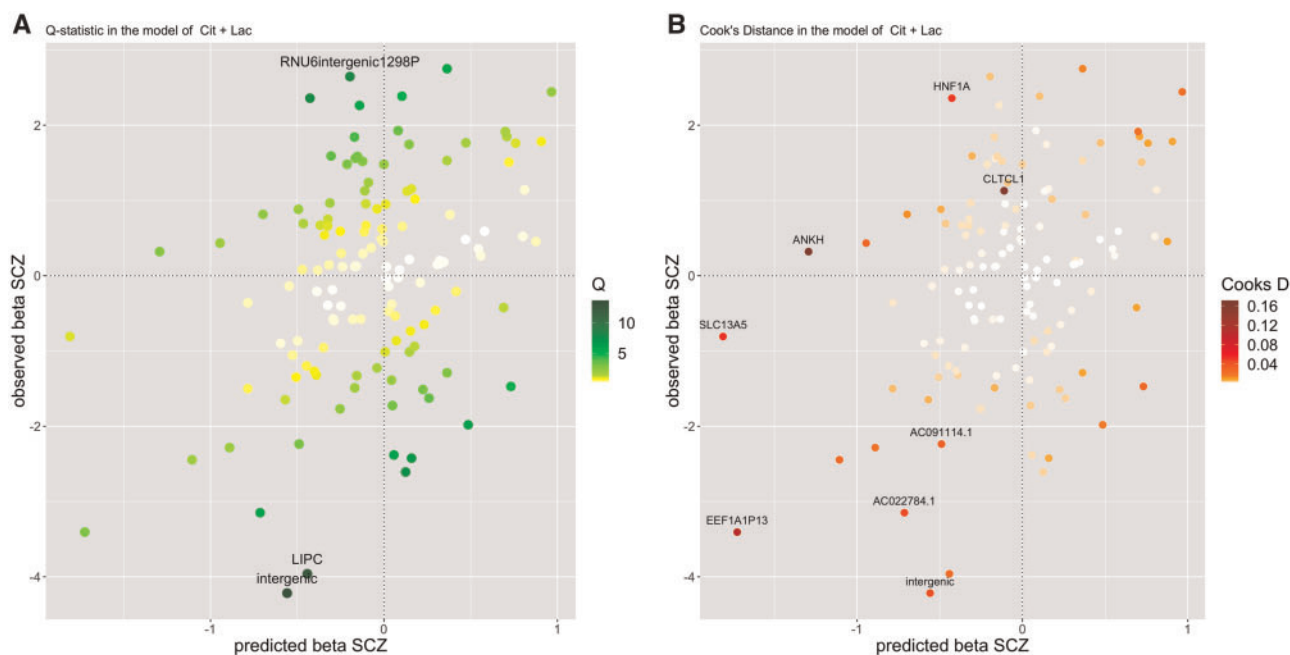 A
Q-statistic in the model of Cit + Lac
RNU6intergenic1298P
LIPC
intergenic
2
0
-2
-4
-1
0
1
observed beta SCZ
predicted beta SCZ
Q
10
5
B
Cook's Distance in the model of Cit + Lac
HNF1A
CLTCL1
ANKH
SLC13A5
AC091114.1
AC022784.1
EEF1A1P13
intergenic
2
0
-2
-4
-1
0
1
observed beta SCZ
predicted beta SCZ
Cooks D
0.16
0.12
0.08
0.04